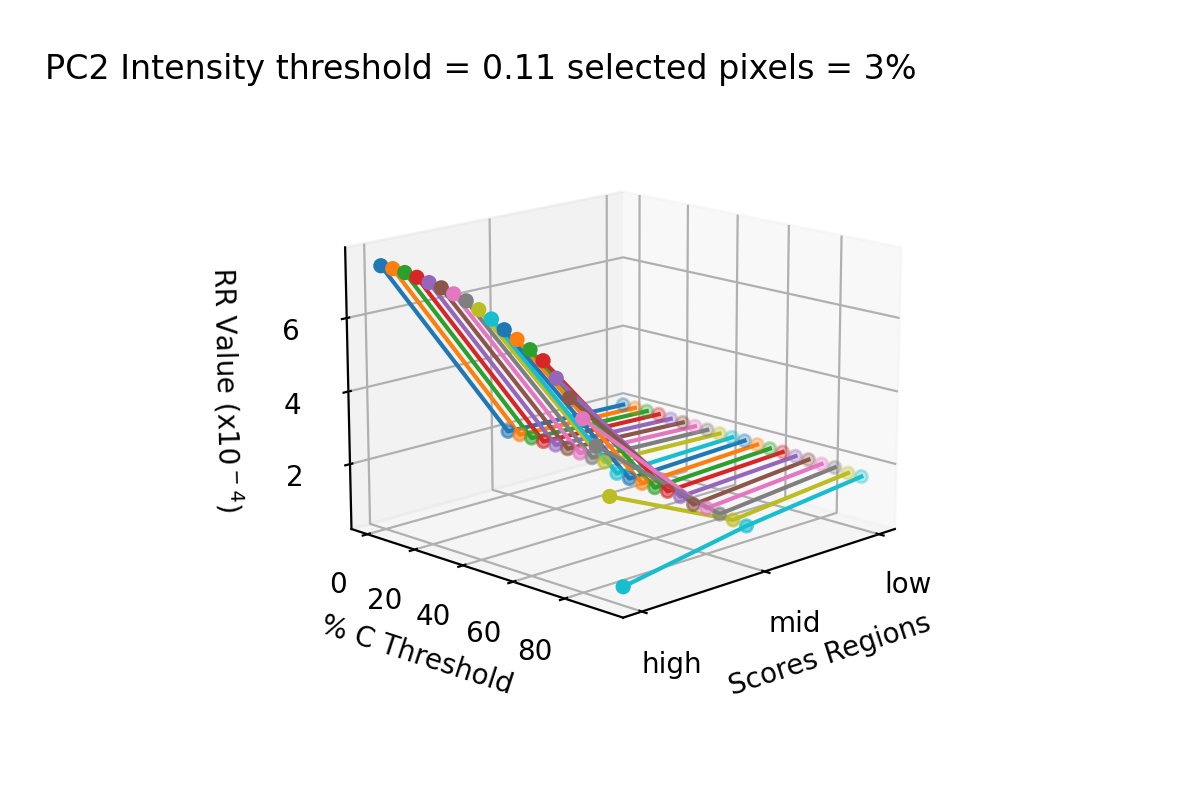 PC2 Intensity threshold = 0.11 selected pixels = 3%
RR Value (x10⁻⁴)
6
4
2
0
20
40
60
80
% C Threshold
high
mid
low
Scores Regions